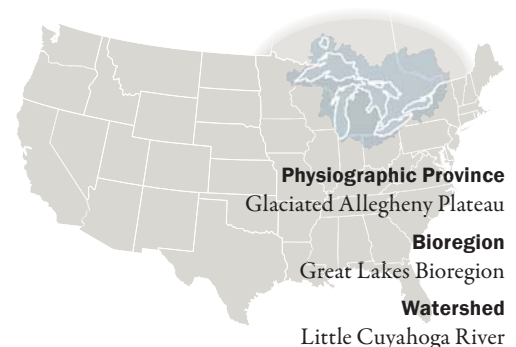 Physiographic Province
Glaciated Allegheny Plateau
Bioregion
Great Lakes Bioregion
Watershed
Little Cuyahoga River